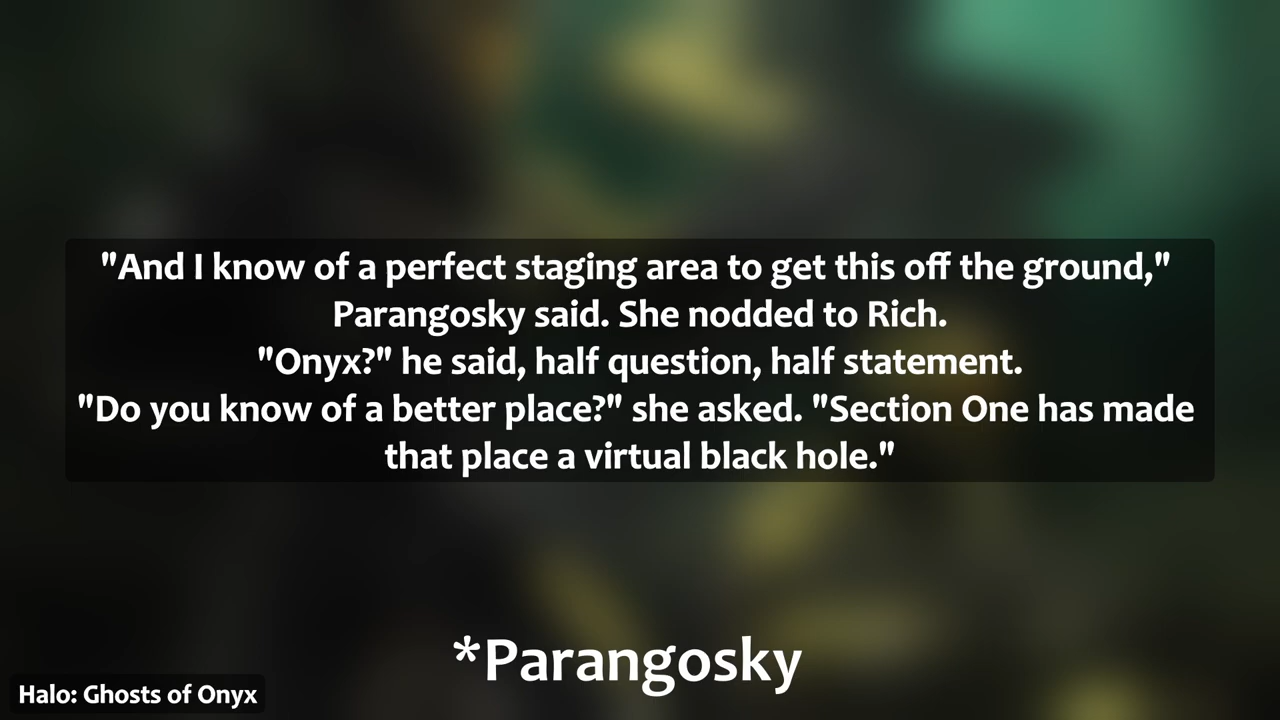 "And I know of a perfect staging area to get this off the ground,"
Parangosky said. She nodded to Rich.
"Onyx?" he said, half question, half statement.
"Do you know of a better place?" she asked. "Section One has made
that place a virtual black hole."
*Parangosky
Halo: Ghosts of Onyx